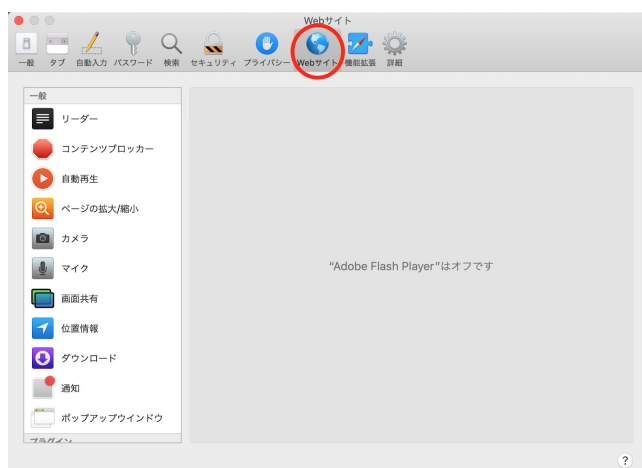 Webサイト
一般 タブ 自動入力 パスワード 検索 セキュリティ プライバシー Webサイト 機能拡張 詳細
一般
リーダー
コンテンツブロッカー
自動再生
ページの拡大/縮小
カメラ
マイク
"Adobe Flash Player"はオフです
画面共有
位置情報
ダウンロード
通知
ポップアップウインドウ
プラグイン
?